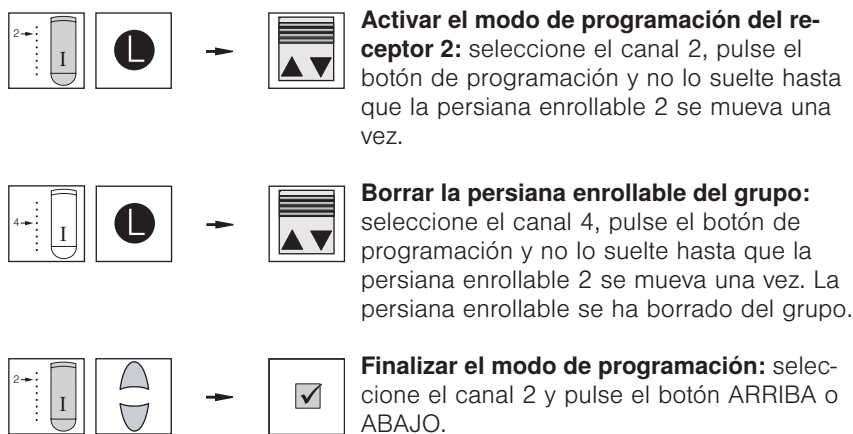 2 I L Activar el modo de programación del re-
ceptor 2: seleccione el canal 2, pulse el
botón de programación y no lo suelte hasta
que la persiana enrollable 2 se mueva una
vez.
4 I L Borrar la persiana enrollable del grupo:
seleccione el canal 4, pulse el botón de
programación y no lo suelte hasta que la
persiana enrollable 2 se mueva una vez. La
persiana enrollable se ha borrado del grupo.
2 I Finalizar el modo de programación: selec-
cione el canal 2 y pulse el botón ARRIBA o
ABAJO.